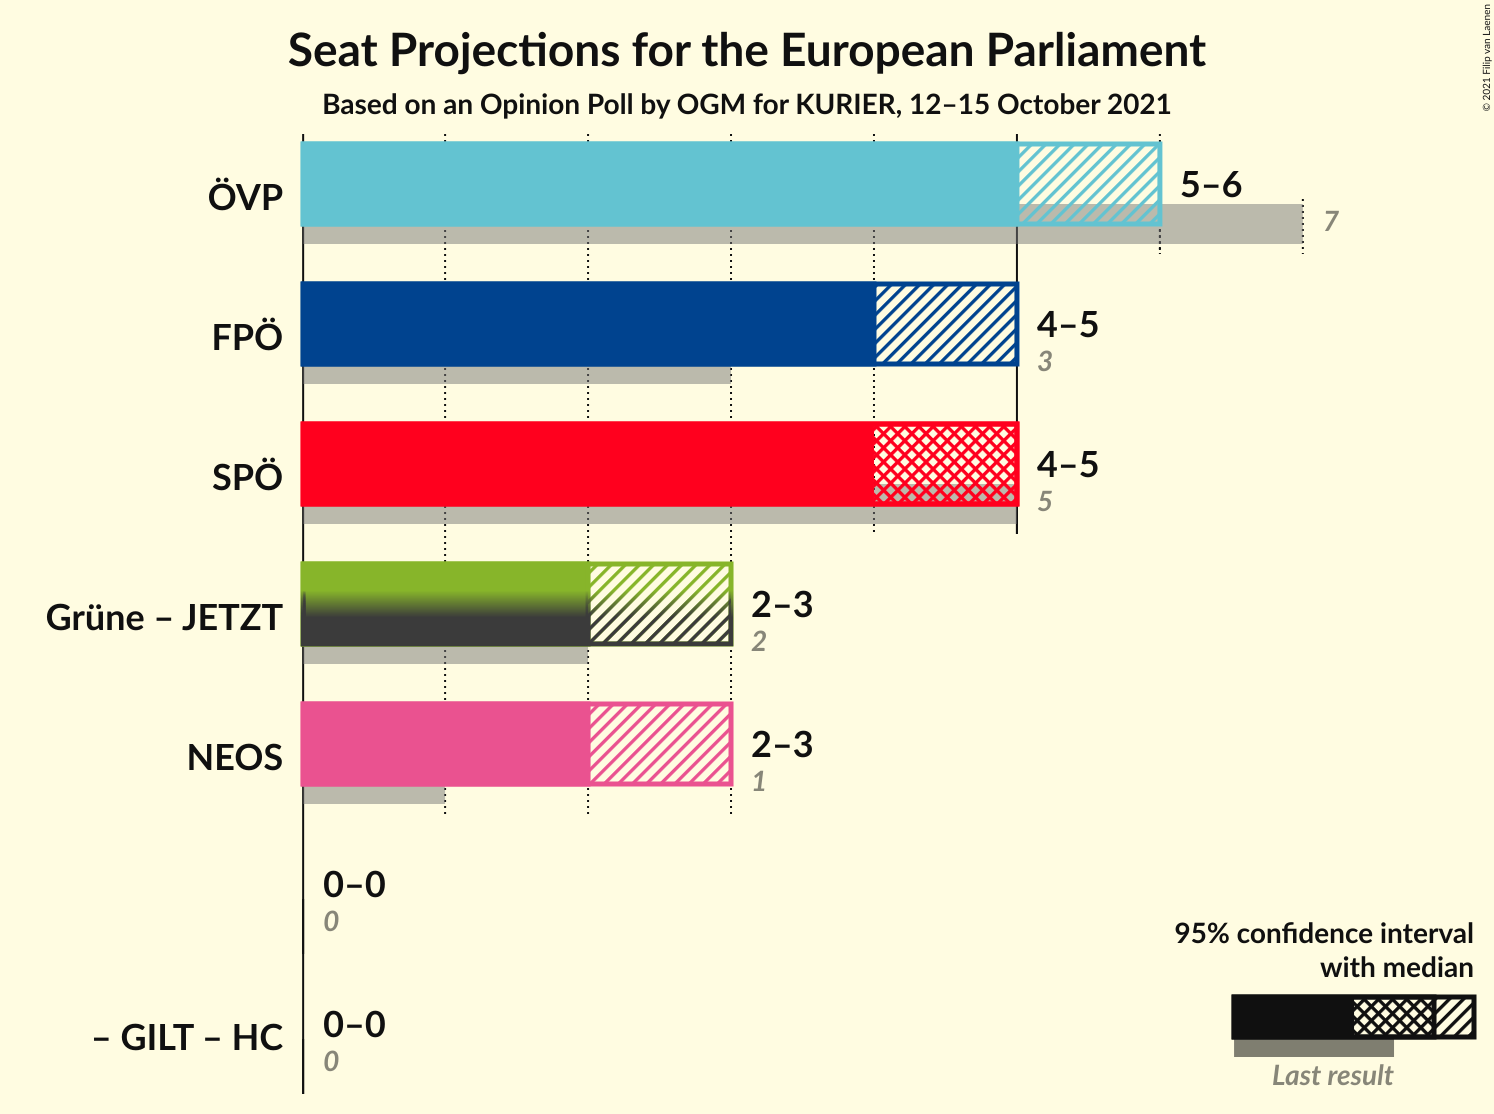 Seat Projections for the European Parliament
Based on an Opinion Poll by OGM for KURIER, 12–15 October 2021
© 2021 Filip van Laenen
ÖVP
5–6
7
FPÖ
4–5
3
SPÖ
4–5
5
Grüne – JETZT
2–3
2
NEOS
2–3
1
0–0
0
– GILT – HC
0–0
0
95% confidence interval
with median
Last result